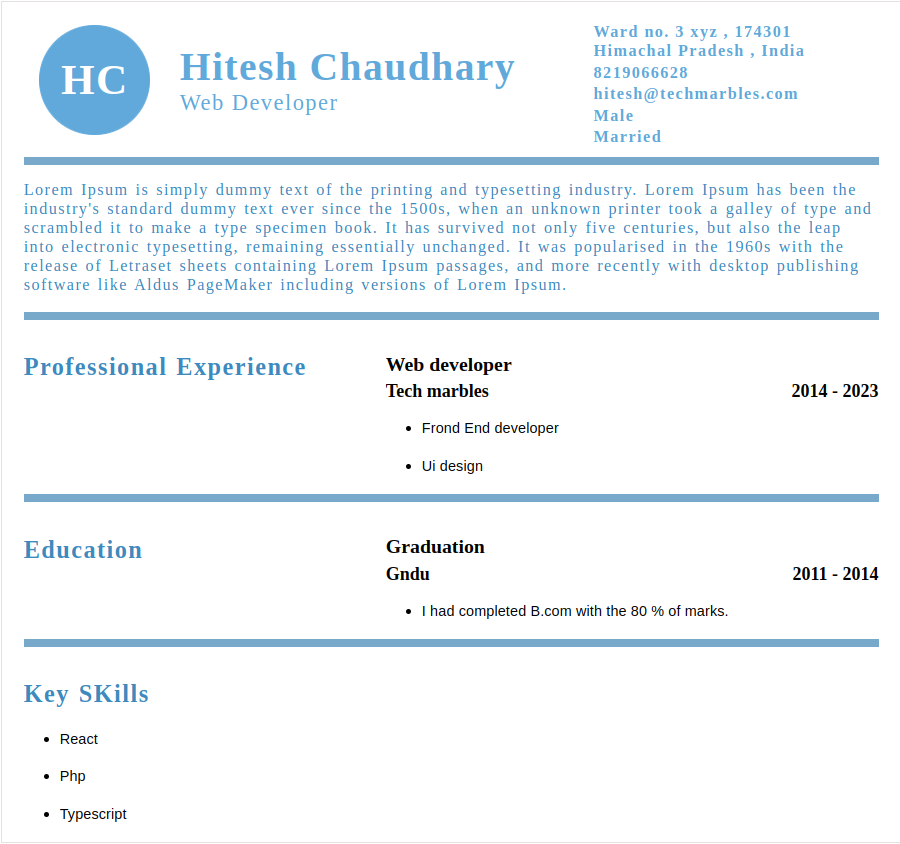 HC
Hitesh Chaudhary
Web Developer
Ward no. 3 xyz , 174301
Himachal Pradesh , India
8219066628
hitesh@techmarbles.com
Male
Married
Lorem Ipsum is simply dummy text of the printing and typesetting industry. Lorem Ipsum has been the
industry's standard dummy text ever since the 1500s, when an unknown printer took a galley of type and
scrambled it to make a type specimen book. It has survived not only five centuries, but also the leap
into electronic typesetting, remaining essentially unchanged. It was popularised in the 1960s with the
release of Letraset sheets containing Lorem Ipsum passages, and more recently with desktop publishing
software like Aldus PageMaker including versions of Lorem Ipsum.
Professional Experience
Web developer
Tech marbles 2014 - 2023
• Frond End developer
• Ui design
Education
Graduation
Gndu 2011 - 2014
• I had completed B.com with the 80 % of marks.
Key SKills
• React
• Php
• Typescript